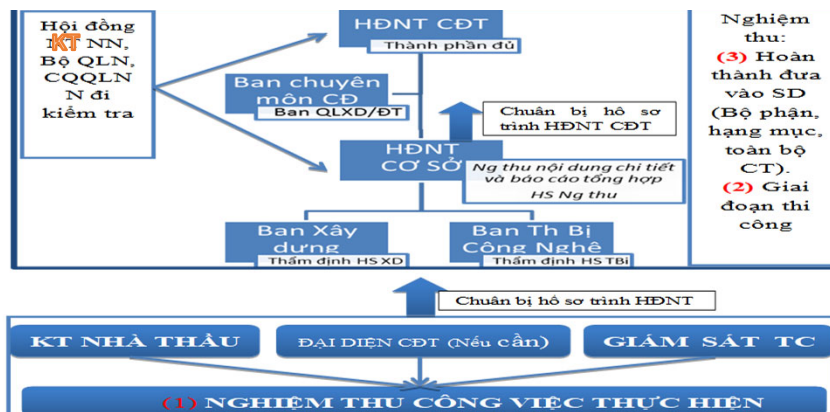 Hội đồng
KT NN,
Bộ QLN,
CQQLN
N đi
kiểm tra
HĐNT CĐT
Thành phần đủ
Ban chuyên
môn CĐ
Ban QLXD/ĐT
Chuẩn bị hồ sơ
trình HĐNT CĐT
HĐNT
CƠ SỞ
Ng thu nội dung chi tiết
và báo cáo tổng hợp
HS Ng thu
Ban Xây
dựng
Thẩm định HS XD
Ban Th Bị
Công Nghệ
Thẩm định HS TBi
Nghiệm
thu:
(3) Hoàn
thành đưa
vào SD
(Bộ phận,
hạng mục,
toàn bộ
CT).
(2) Giai
đoạn thi
công
Chuẩn bị hồ sơ trình HĐNT
KT NHÀ THẦU
ĐẠI DIỆN CĐT (Nếu cần)
GIÁM SÁT TC
(1) NGHIỆM THU CÔNG VIỆC THỰC HIỆN